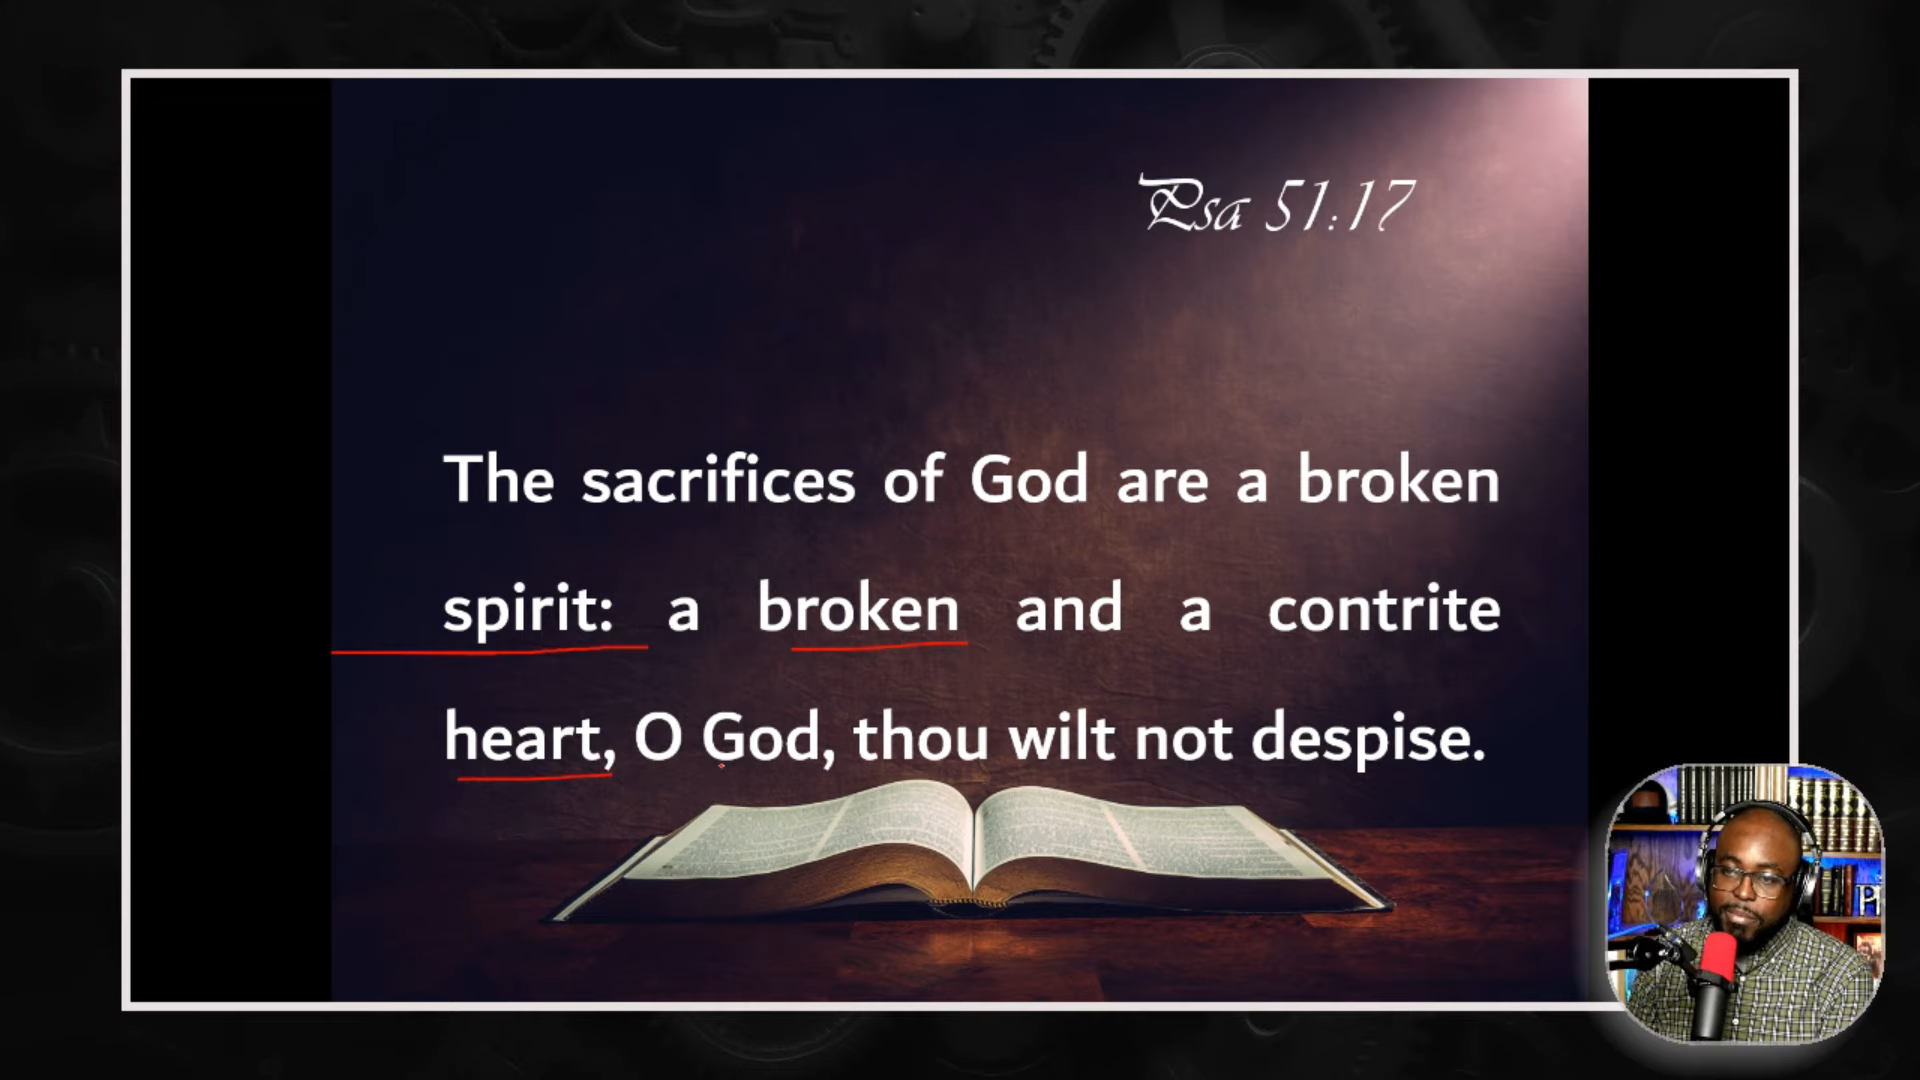 Psa 51:17
The sacrifices of God are a broken
spirit: a broken and a contrite
heart, O God, thou wilt not despise.